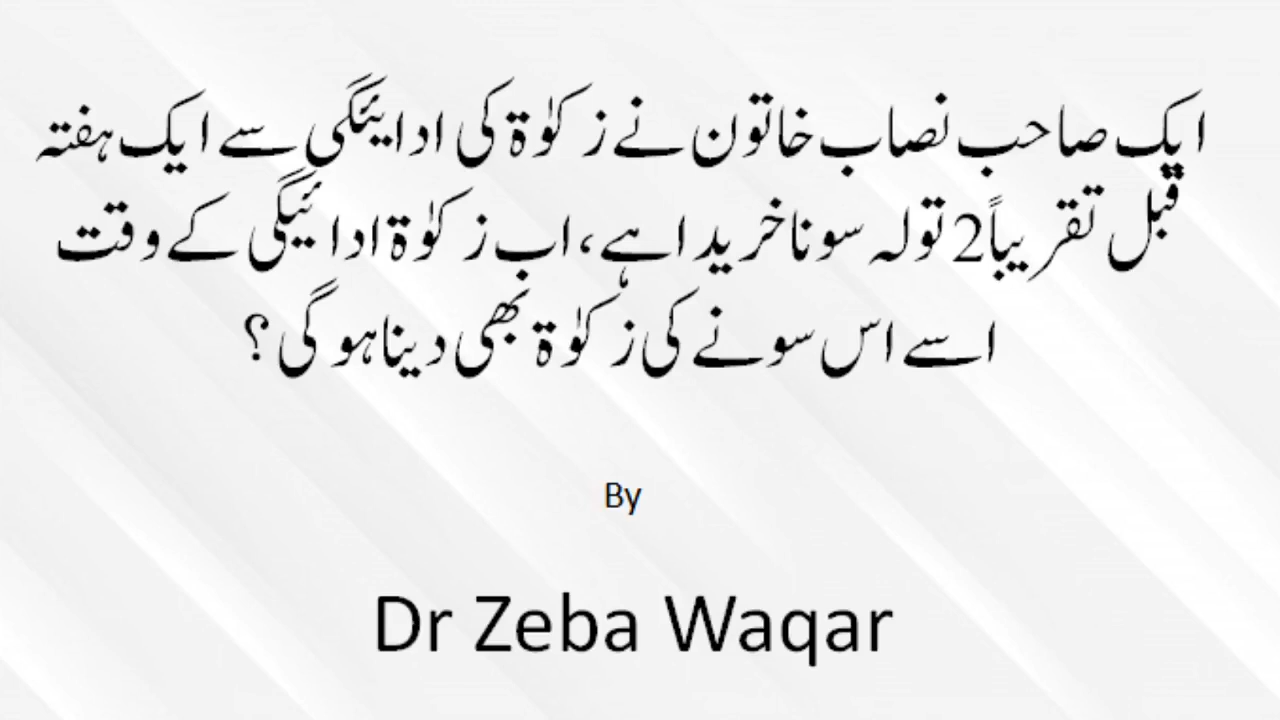 ایک صاحب نصاب خاتون نے زکوٰۃ کی ادایئگی سے ایک ہفتہ
قبل تقریباً 2 تولہ سونا خریدا ہے، اب زکوٰۃ ادائیگی کے وقت
اسے اس سونے کی زکوٰۃ بھی دینا ہو گی؟
By
Dr Zeba Waqar